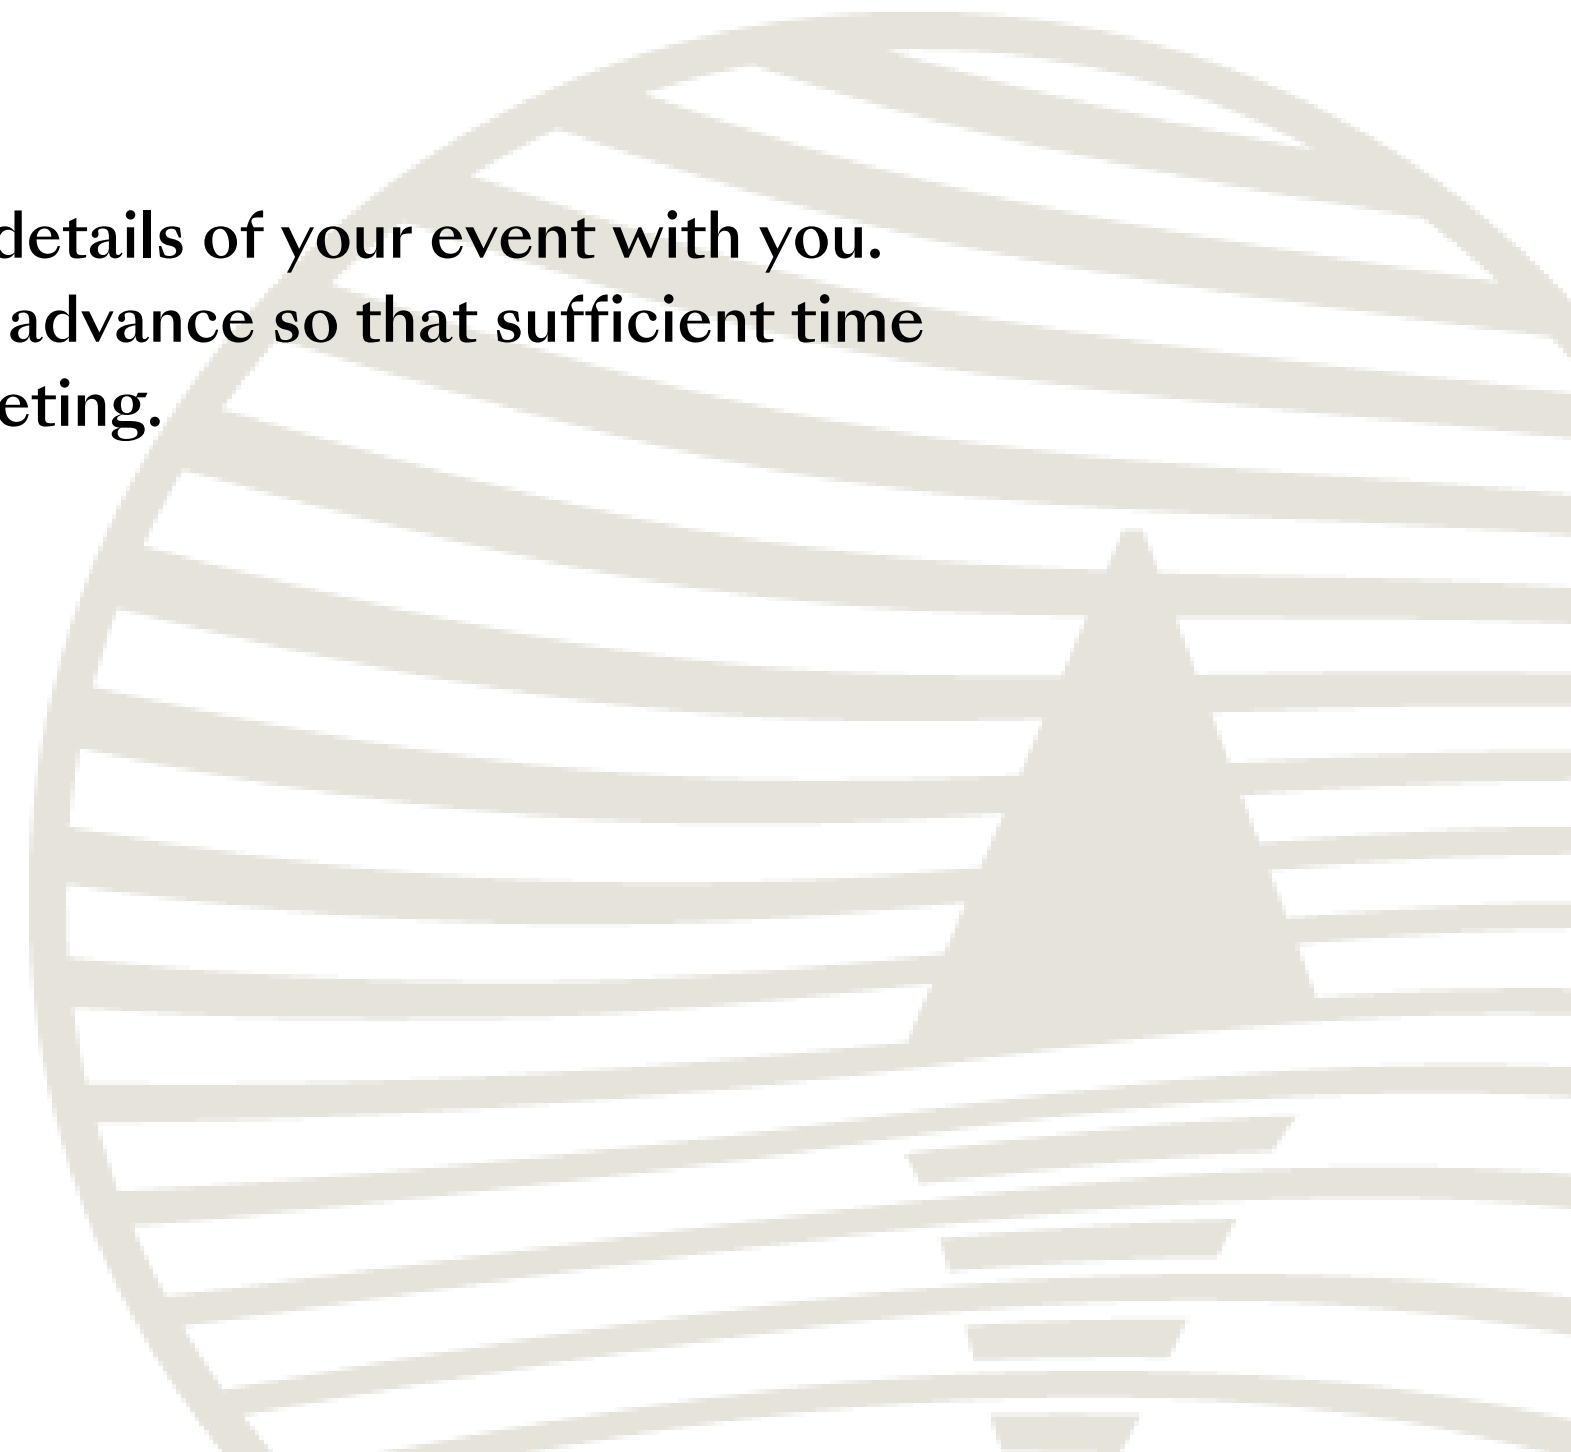 details of your event with you.
advance so that sufficient time
eting.